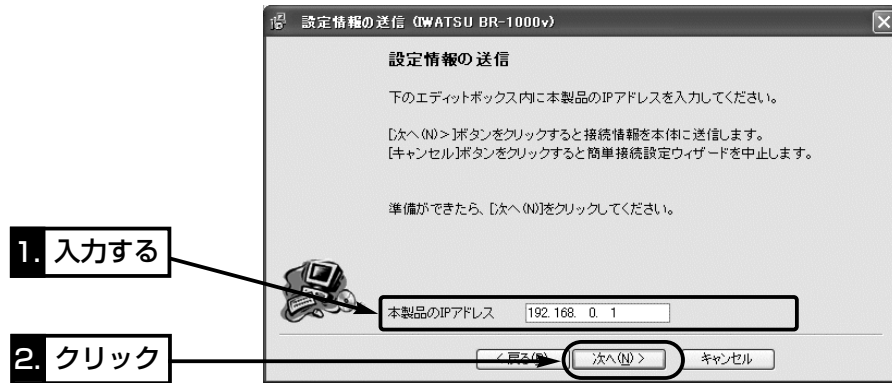 設定情報の送信 (IWATSU BR-1000v)
設定情報の送信
下のエディットボックス内に本製品のIPアドレスを入力してください。
[次へ(N)>]ボタンをクリックすると接続情報を本体に送信します。
[キャンセル]ボタンをクリックすると簡単接続設定ウィザードを中止します。
準備ができたら、[次へ(N)]をクリックしてください。
1. 入力する
本製品のIPアドレス 192.168. 0. 1
2. クリック
< 戻る(B) 次へ(N) > キャンセル